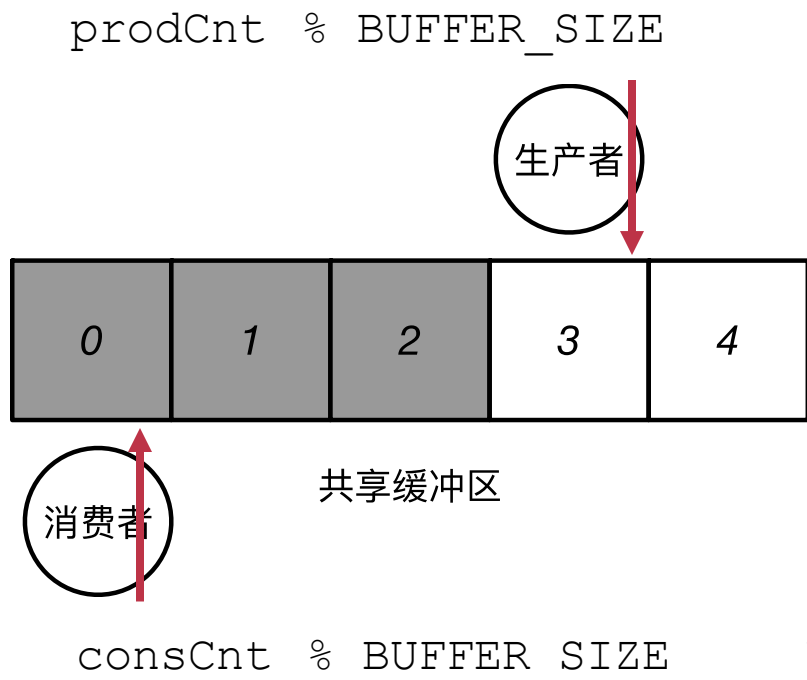 prodCnt % BUFFER_SIZE
生产者
0 1 2 3 4
共享缓冲区
消费者
consCnt % BUFFER SIZE